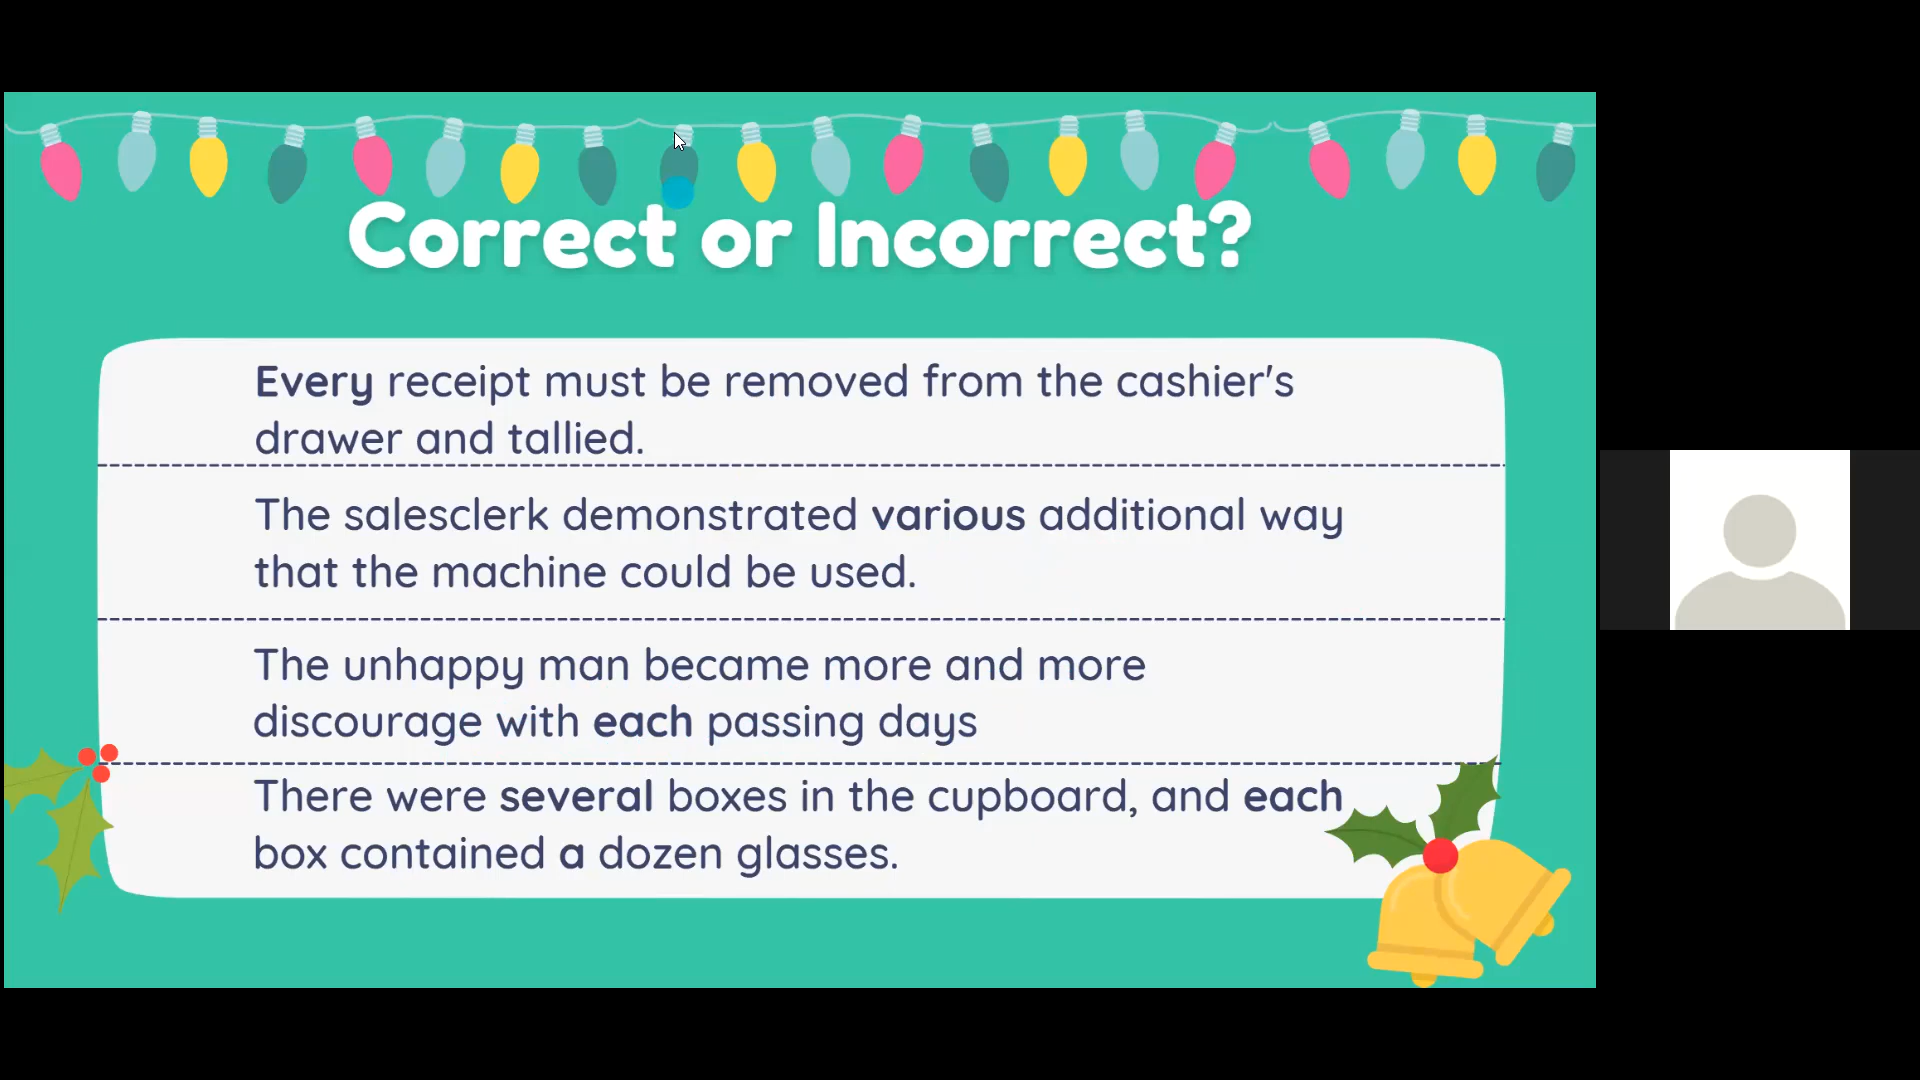 Correct or Incorrect?
Every receipt must be removed from the cashier's
drawer and tallied.
The salesclerk demonstrated various additional way
that the machine could be used.
The unhappy man became more and more
discourage with each passing days
There were several boxes in the cupboard, and each
box contained a dozen glasses.